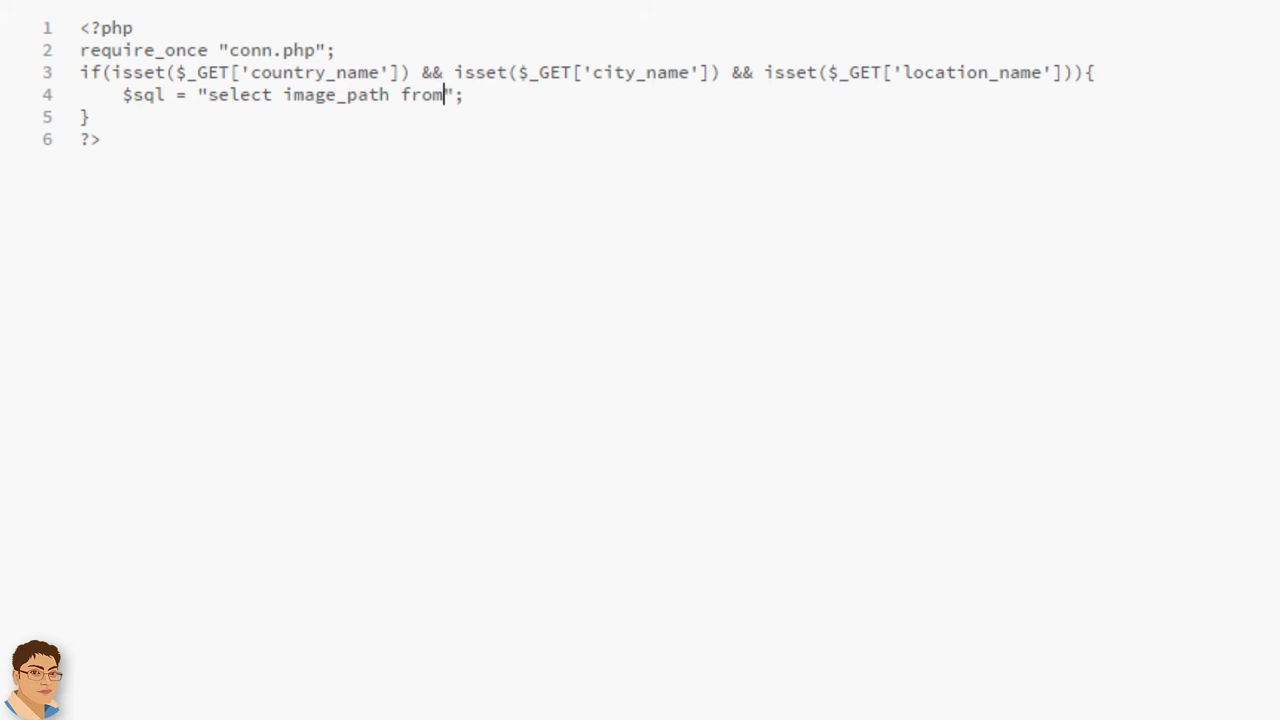 1 <?php
2 require_once "conn.php";
3 if(isset($_GET['country_name']) && isset($_GET['city_name']) && isset($_GET['location_name'])){
4 $sql = "select image_path from";
5 }
6 ?>